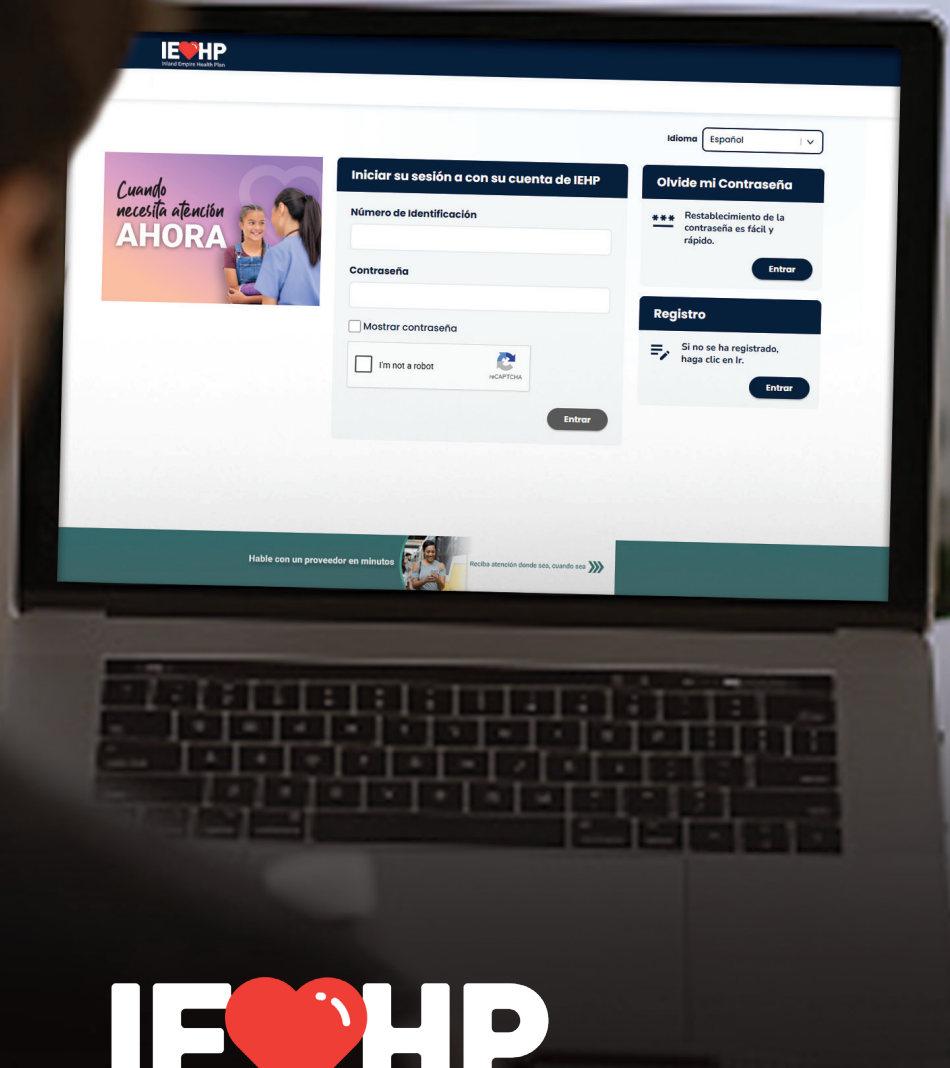 IEHP
Inland Empire Health Plan
Idioma
Español
Cuando
necesita atención
AHORA
Iniciar su sesión a con su cuenta de IEHP
Número de Identificación
Contraseña
Mostrar contraseña
I'm not a robot
reCAPTCHA
Entrar
Olvide mi Contraseña
***
Restablecimiento de la
contraseña es fácil y
rápido.
Entrar
Registro
Si no se ha registrado,
haga clic en Ir.
Entrar
Hable con un proveedor en minutos
Reciba atención donde sea, cuando sea
IEHP